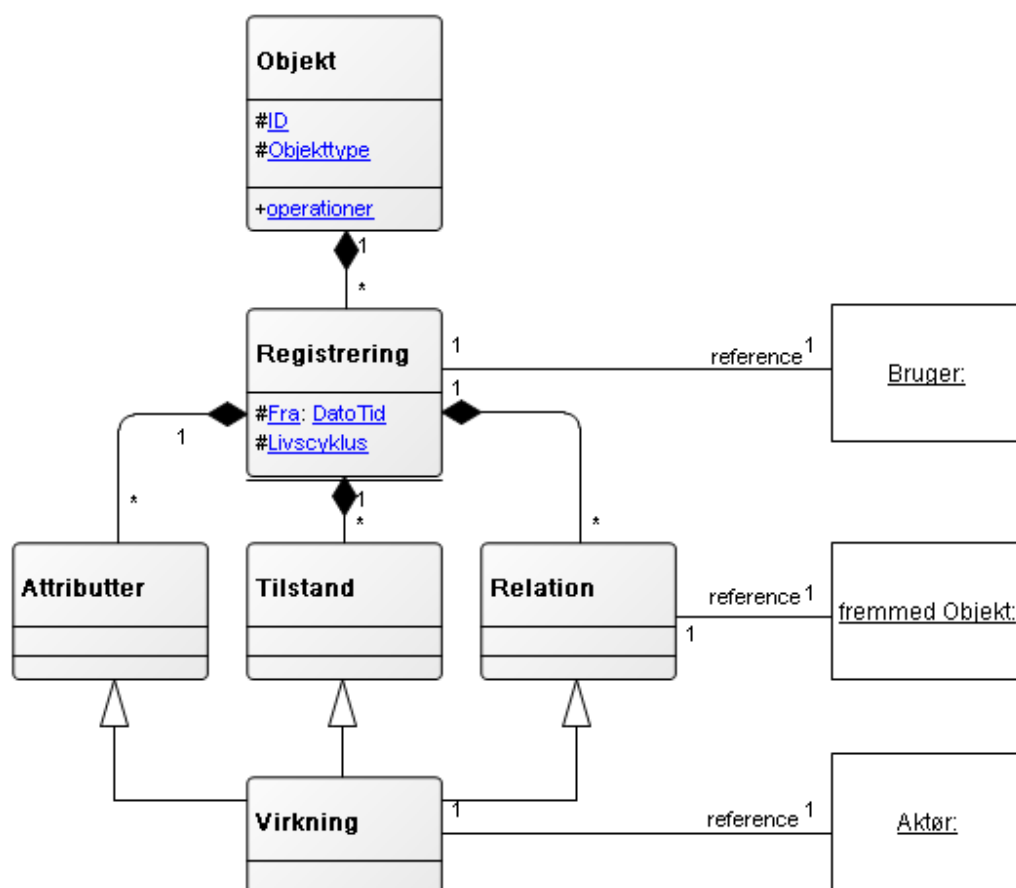 Objekt
#ID
#Objekttype
+operationer
1
*
Registrering
#Fra: DatoTid
#Livscyklus
1
reference 1
Bruger:
1
1
*
1
*
*
Attributter
Tilstand
Relation
1
reference 1
fremmed Objekt:
Virkning
1
reference 1
Aktør: